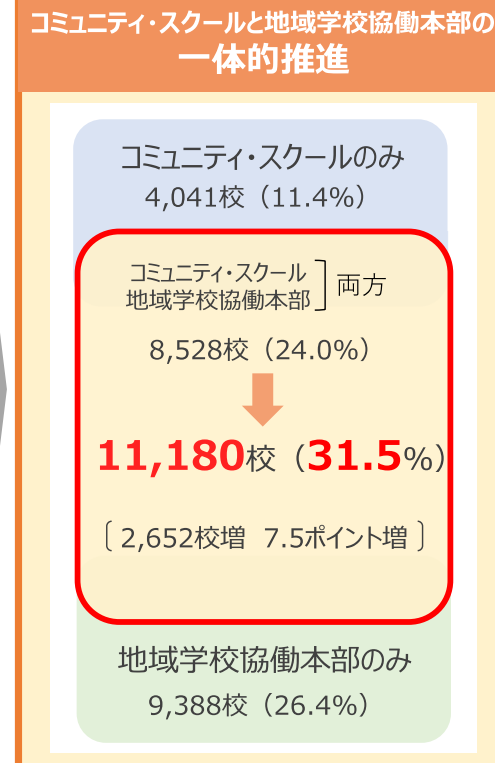 コミュニティ・スクールと地域学校協働本部の
一体的推進
コミュニティ・スクールのみ
4,041校（11.4%）
コミュニティ・スクール
地域学校協働本部］両方
8,528校（24.0%）
11,180校（31.5%）
〔 2,652校増 7.5ポイント増 〕
地域学校協働本部のみ
9,388校（26.4%）